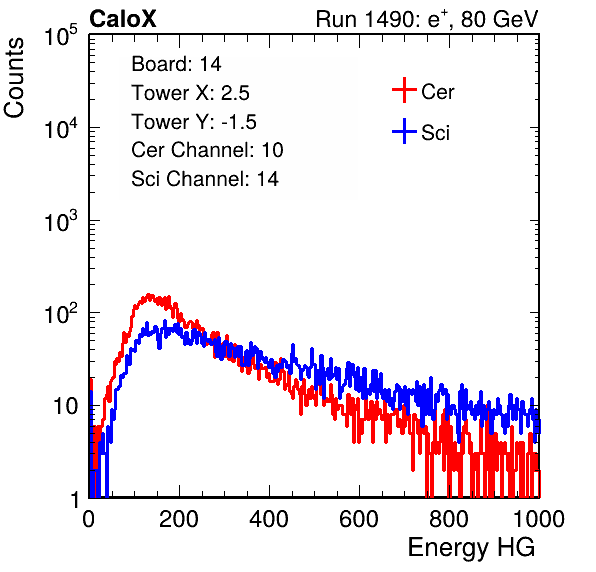 CaloX
Run 1490: e+, 80 GeV
Counts
10^5
10^4
10^3
10^2
10
1
Board: 14
Tower X: 2.5
Tower Y: -1.5
Cer Channel: 10
Sci Channel: 14
Cer
Sci
0 200 400 600 800 1000
Energy HG